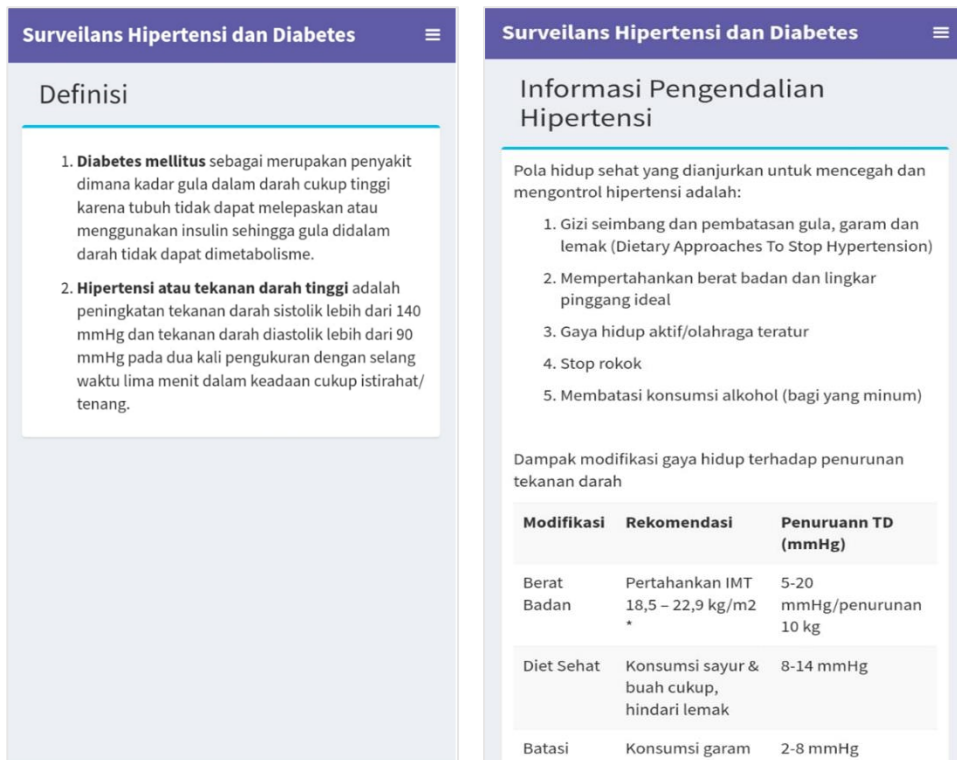 Surveilans Hipertensi dan Diabetes
Definisi
1. Diabetes mellitus sebagai merupakan penyakit
dimana kadar gula dalam darah cukup tinggi
karena tubuh tidak dapat melepaskan atau
menggunakan insulin sehingga gula didalam
darah tidak dapat dimetabolisme.
2. Hipertensi atau tekanan darah tinggi adalah
peningkatan tekanan darah sistolik lebih dari 140
mmHg dan tekanan darah diastolik lebih dari 90
mmHg pada dua kali pengukuran dengan selang
waktu lima menit dalam keadaan cukup istirahat/
tenang.
Surveilans Hipertensi dan Diabetes
Informasi Pengendalian
Hipertensi
Pola hidup sehat yang dianjurkan untuk mencegah dan
mengontrol hipertensi adalah:
1. Gizi seimbang dan pembatasan gula, garam dan
lemak (Dietary Approaches To Stop Hypertension)
2. Mempertahankan berat badan dan lingkar
pinggang ideal
3. Gaya hidup aktif/olahraga teratur
4. Stop rokok
5. Membatasi konsumsi alkohol (bagi yang minum)
Dampak modifikasi gaya hidup terhadap penurunan
tekanan darah
Modifikasi Rekomendasi Penuruann TD
(mmHg)
Berat Pertahankan IMT 5-20
Badan 18,5 – 22,9 kg/m2 mmHg/penurunan
* 10 kg
Diet Sehat Konsumsi sayur & 8-14 mmHg
buah cukup,
hindari lemak
Batasi Konsumsi garam 2-8 mmHg